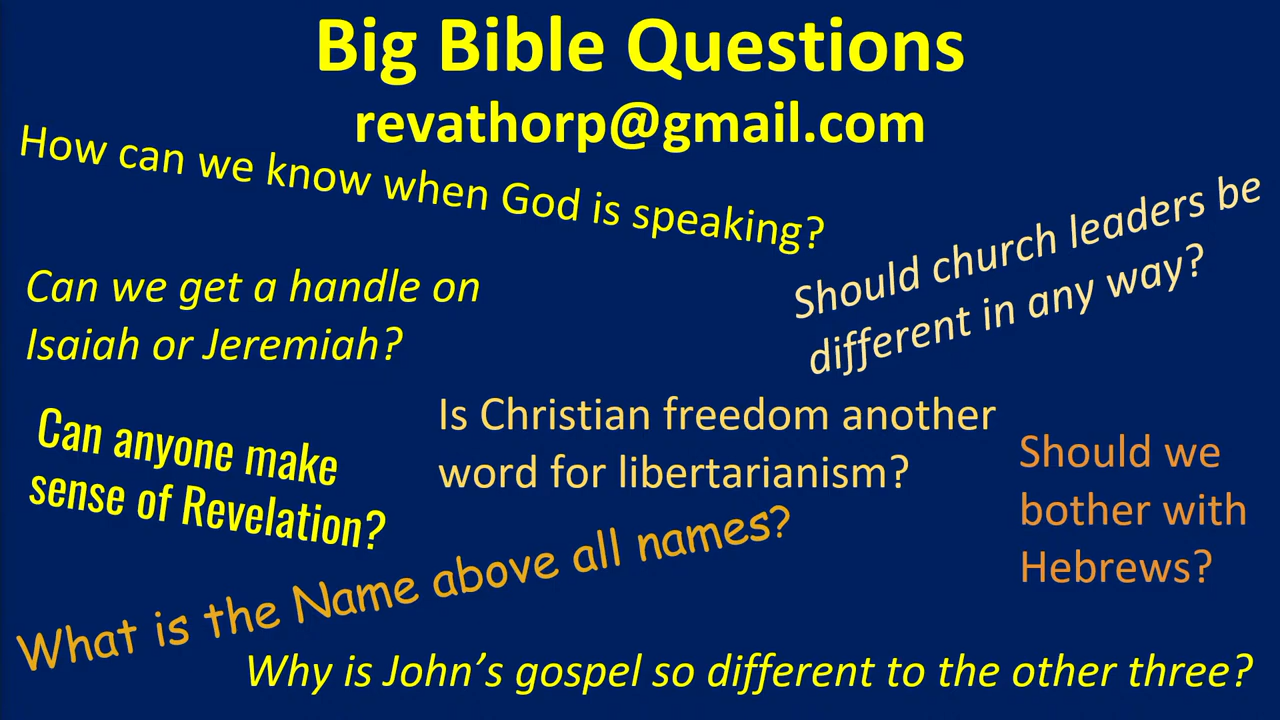 Big Bible Questions
revathorp@gmail.com
How can we know when God is speaking?
Should church leaders be
different in any way?
Can we get a handle on
Isaiah or Jeremiah?
Is Christian freedom another
word for libertarianism?
Can anyone make
sense of Revelation?
Should we
bother with
Hebrews?
What is the Name above all names?
Why is John’s gospel so different to the other three?